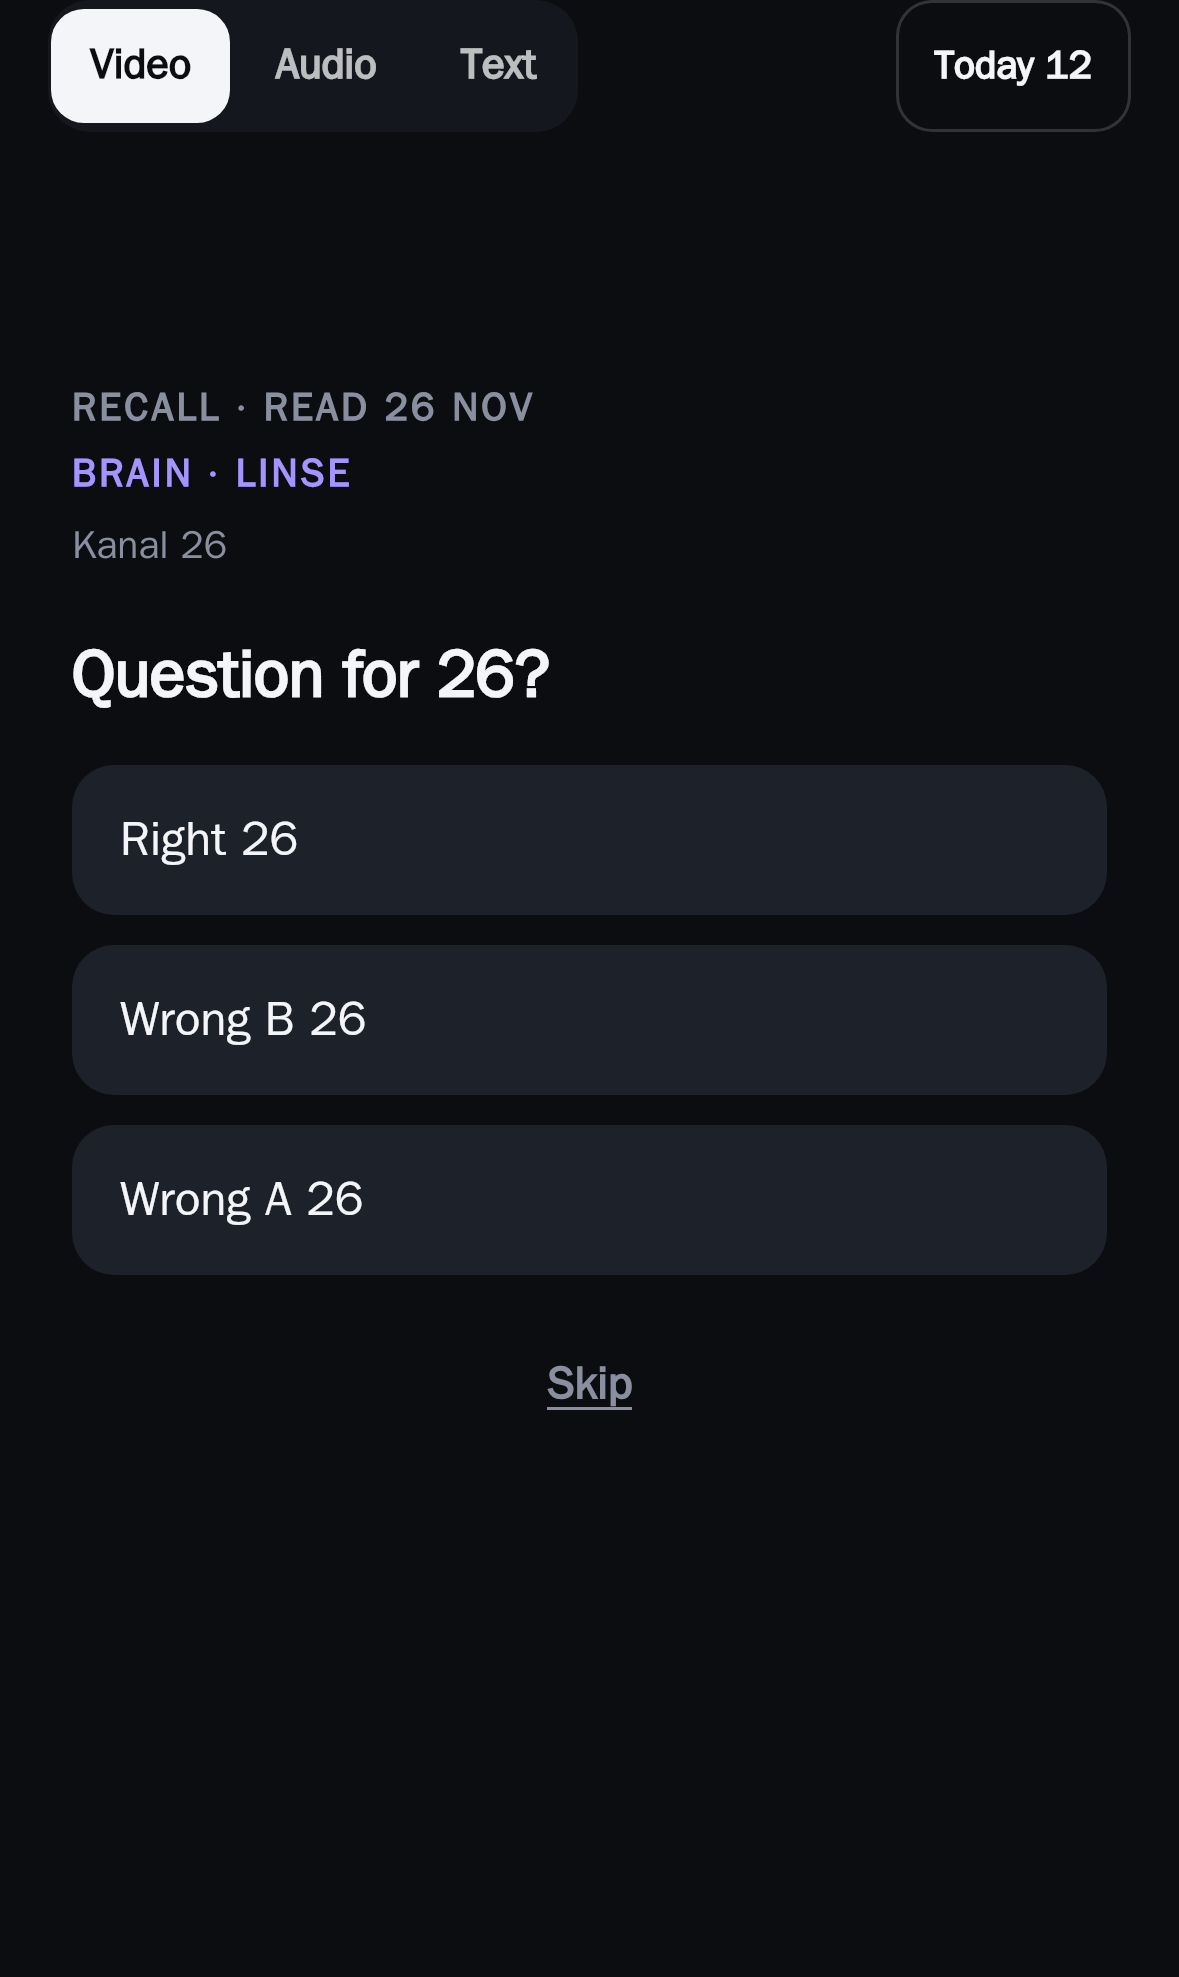 Video Audio Text Today 12
RECALL · READ 26 NOV
BRAIN · LINSE
Kanal 26
Question for 26?
Right 26
Wrong B 26
Wrong A 26
Skip